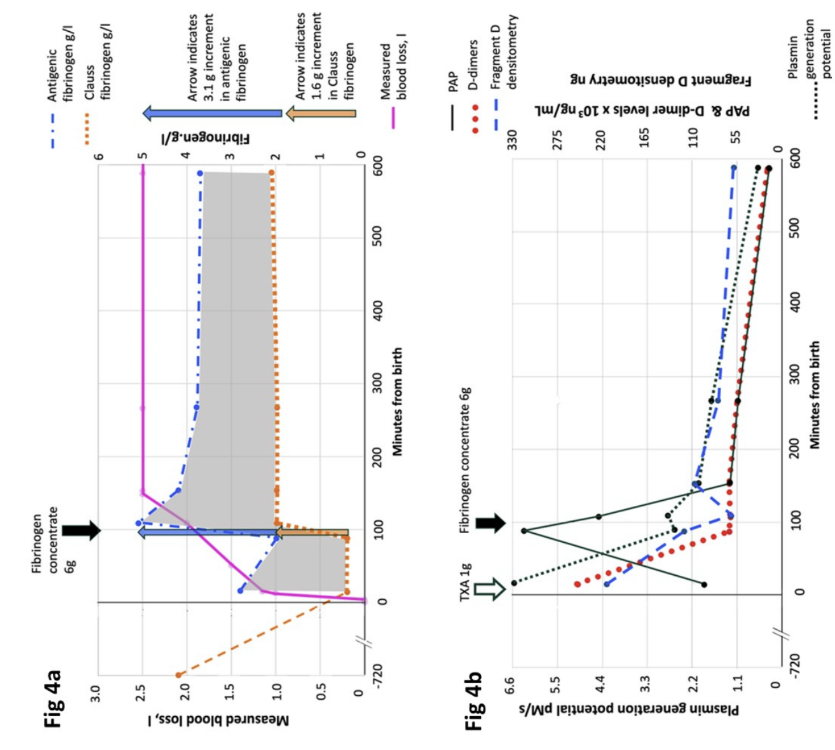 Fig 4a
Fibrinogen
concentrate
6g
Antigenic
fibrinogen g/l
Clauss
fibrinogen g/l
Arrow indicates
3.1 g increment
in antigenic
fibrinogen
Arrow indicates
1.6 g increment
in Clauss
fibrinogen
Measured
blood loss, l
Measured blood loss, l
3.0
2.5
2.0
1.5
1.0
0.5
0
Fibrinogen.g/l
6
5
4
3
2
1
0
-720
0
100
200
300
400
500
600
Minutes from birth
Fig 4b
TXA 1g
Fibrinogen concentrate 6g
PAP
D-dimers
Fragment D
densitometry
Plasmin
generation
potential
Plasmin generation potential pM/s
6.6
5.5
4.4
3.3
2.2
1.1
0
PAP & D-dimer levels x 10³ ng/mL
Fragment D densitometry ng
330
275
220
165
110
55
0
-720
0
100
200
300
400
500
600
Minutes from birth